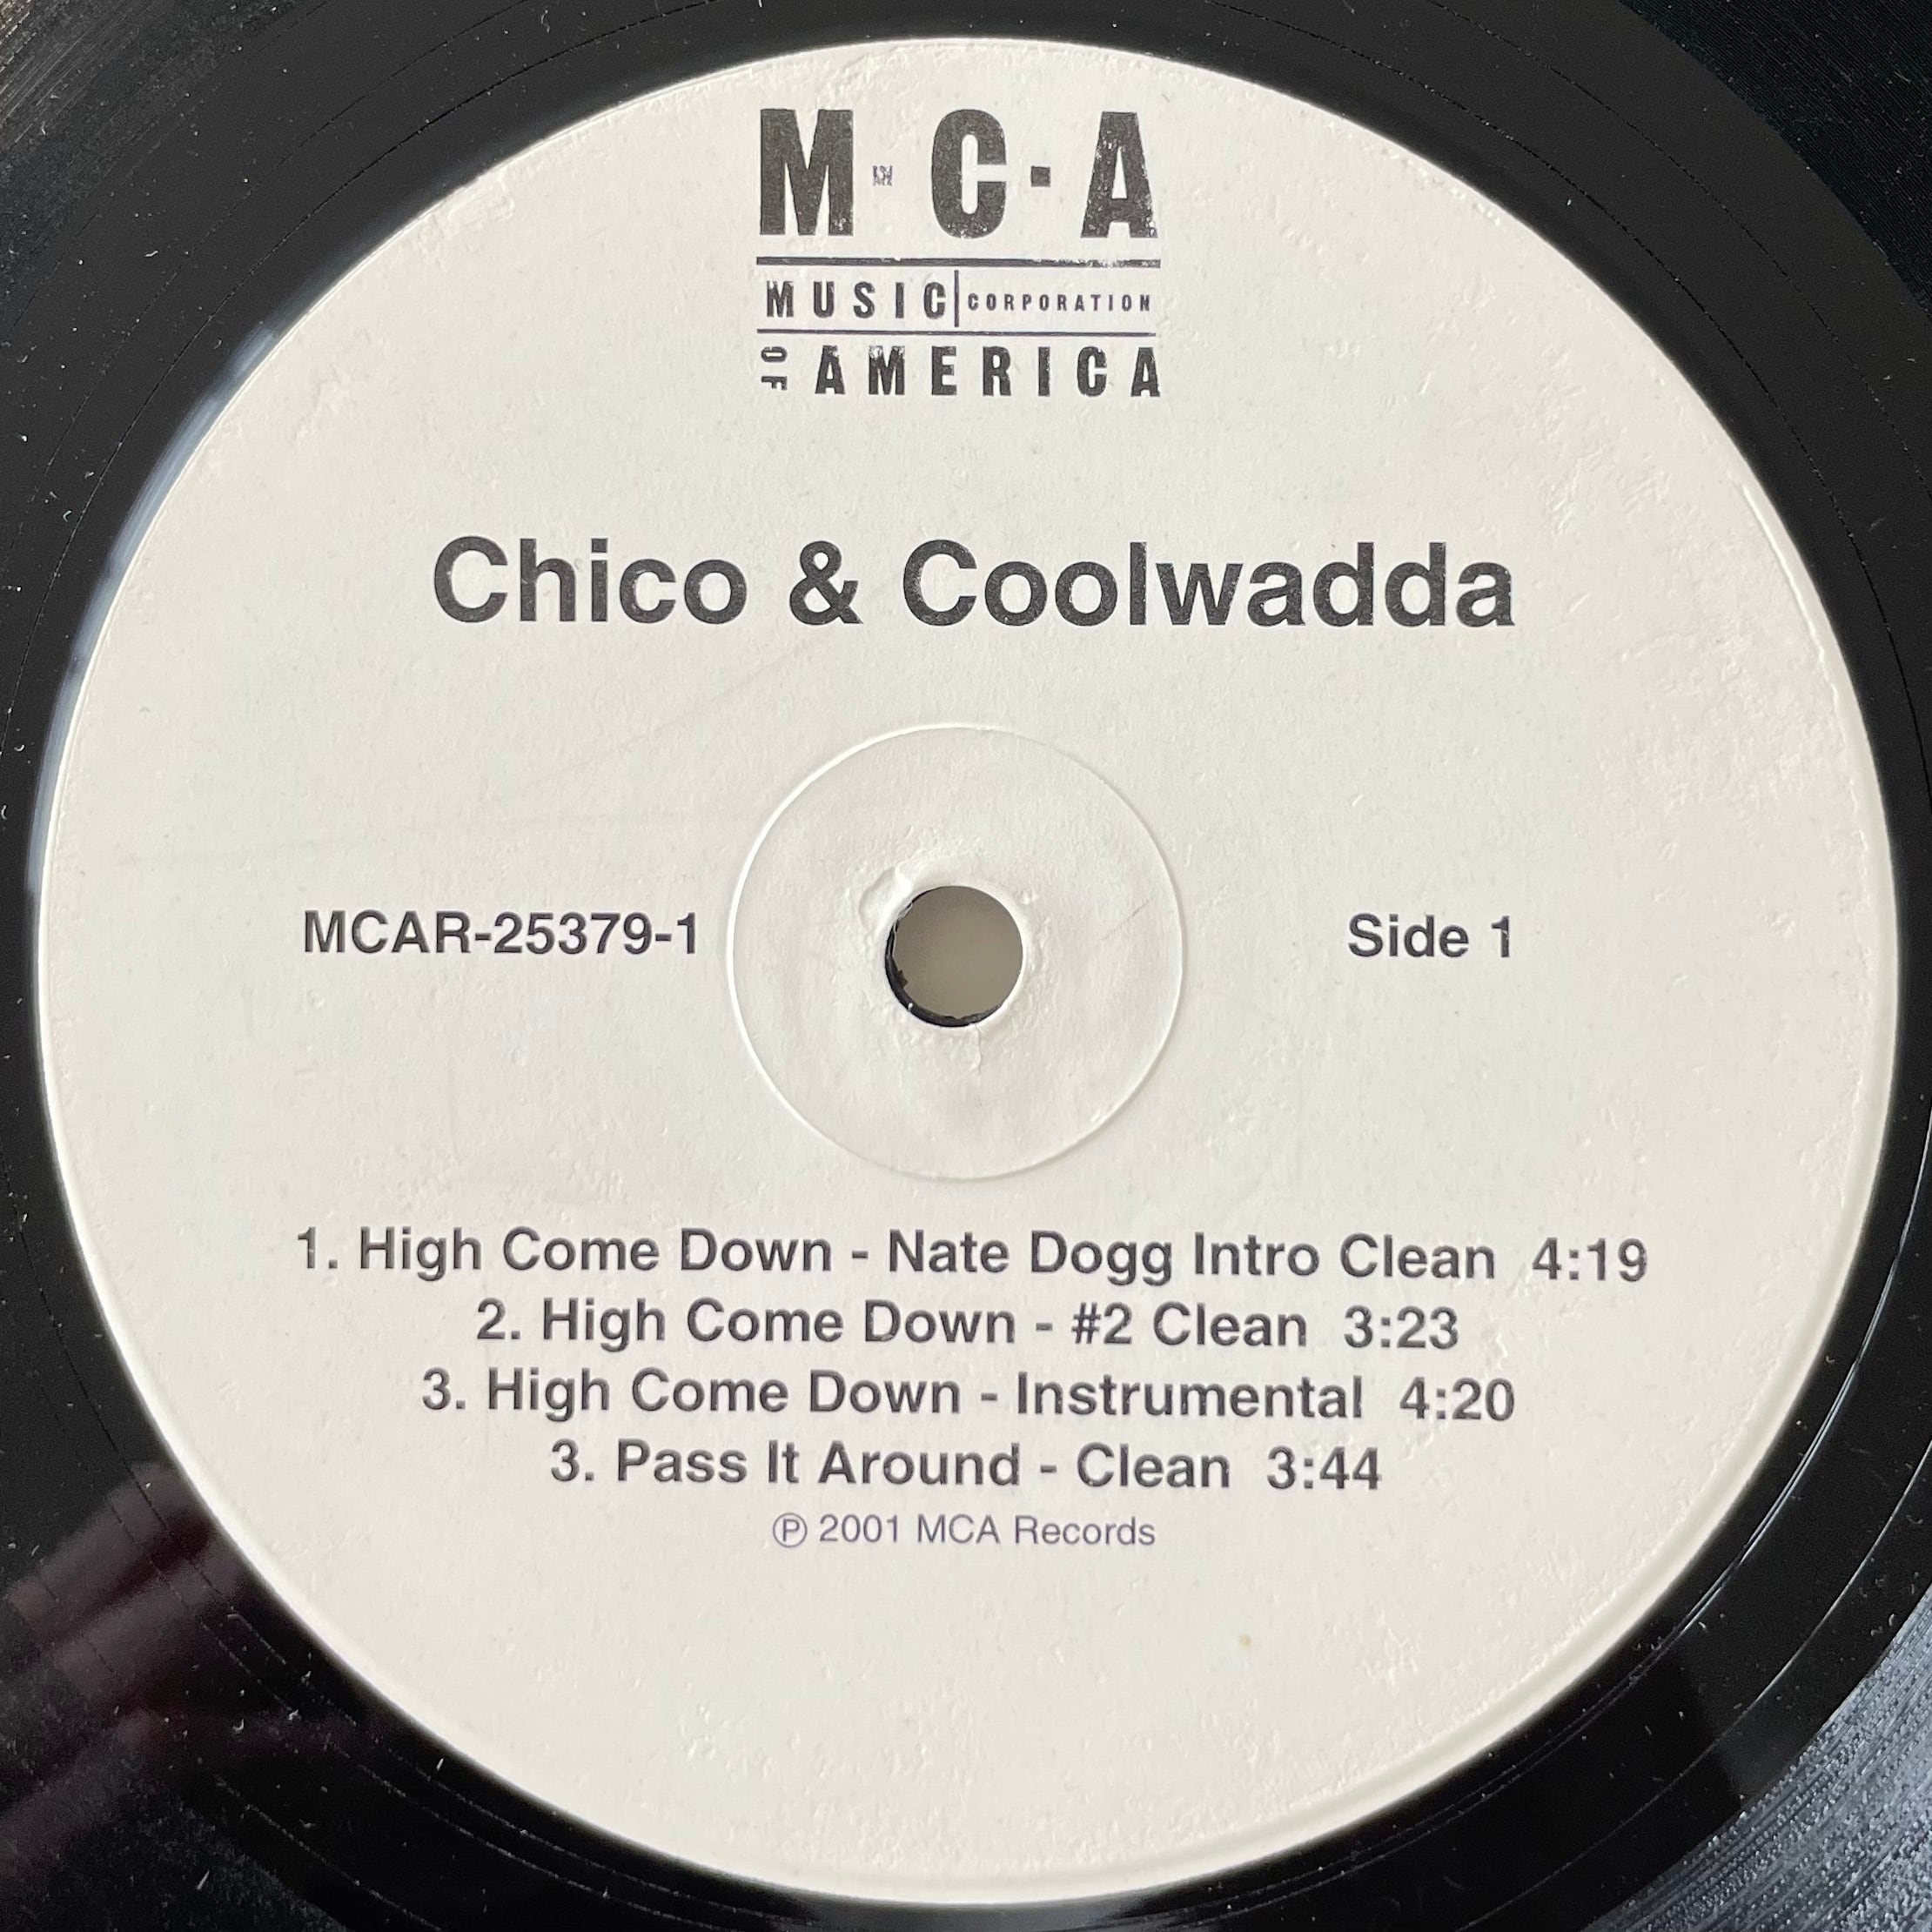 M·C·A
MUSIC CORPORATION
OF AMERICA
Chico & Coolwadda
MCAR-25379-1
Side 1
1. High Come Down - Nate Dogg Intro Clean 4:19
2. High Come Down - #2 Clean 3:23
3. High Come Down - Instrumental 4:20
3. Pass It Around - Clean 3:44
℗ 2001 MCA Records